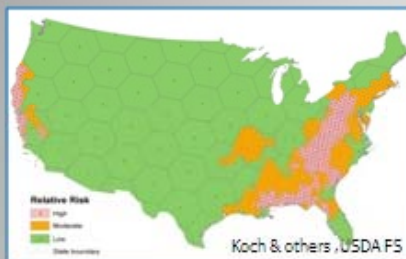 Relative Risk
High
Moderate
Low
State boundary
Koch & others ,USDA FS